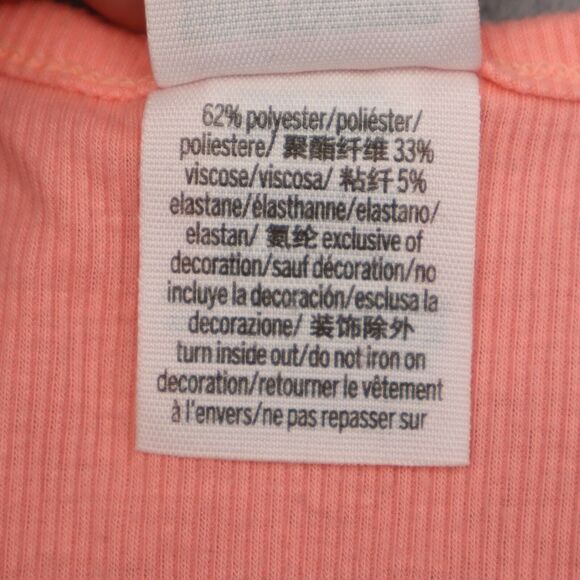 62% polyester/poliéster/
poliestere/ 聚酯纤维 33%
viscose/viscosa/ 粘纤 5%
elastane/élasthanne/elastano/
elastan/ 氨纶 exclusive of
decoration/sauf décoration/no
incluye la decoración/esclusa la
decorazione/ 装饰除外
turn inside out/do not iron on
decoration/retourner le vêtement
à l'envers/ne pas repasser sur